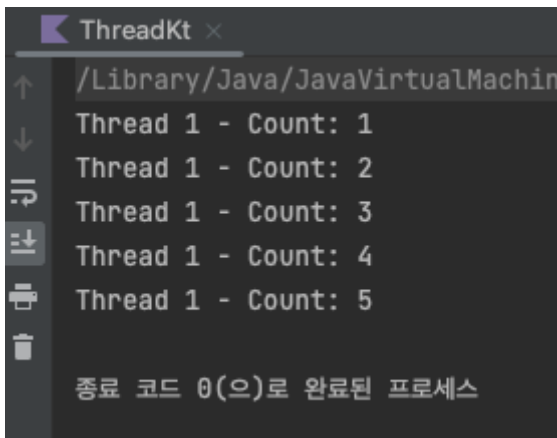 ThreadKt
/Library/Java/JavaVirtualMachin
Thread 1 - Count: 1
Thread 1 - Count: 2
Thread 1 - Count: 3
Thread 1 - Count: 4
Thread 1 - Count: 5
종료 코드 0(으)로 완료된 프로세스